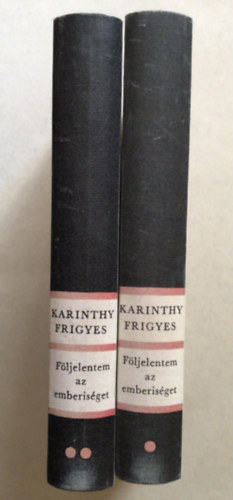 KARINTHY
FRIGYES
Följelentem
az
emberiséget
KARINTHY
FRIGYES
Följelentem
az
emberiséget